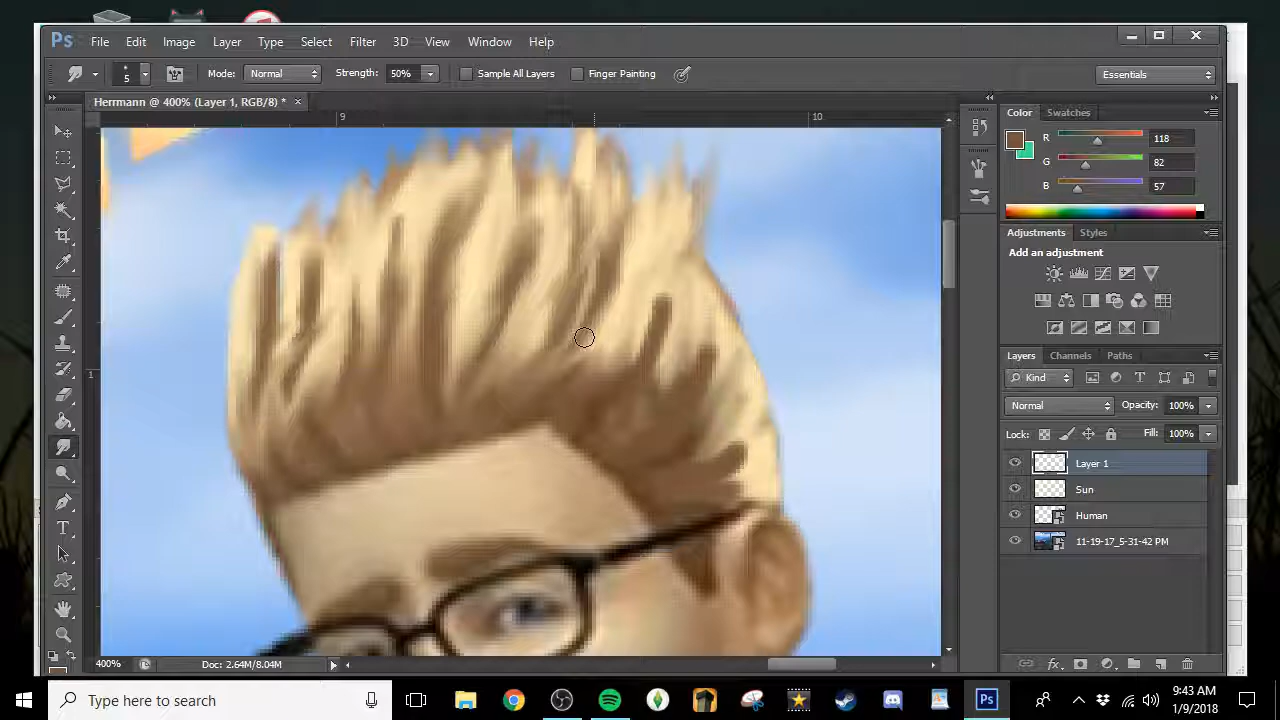 Ps File Edit Image Layer Type Select Filter 3D View Window Help
5 Mode: Normal Strength: 50% Sample All Layers Finger Painting Essentials
Herrmann @ 400% (Layer 1, RGB/8) * ×
9 10
1
Color Swatches
R 118
G 82
B 57
Adjustments Styles
Add an adjustment
Layers Channels Paths
Kind
Normal Opacity: 100%
Lock: Fill: 100%
Layer 1
Sun
Human
11-19-17_5-31-42 PM
fx
400% Doc: 2.64M/8.04M
Type here to search
Ps
9:43 AM
1/9/2018